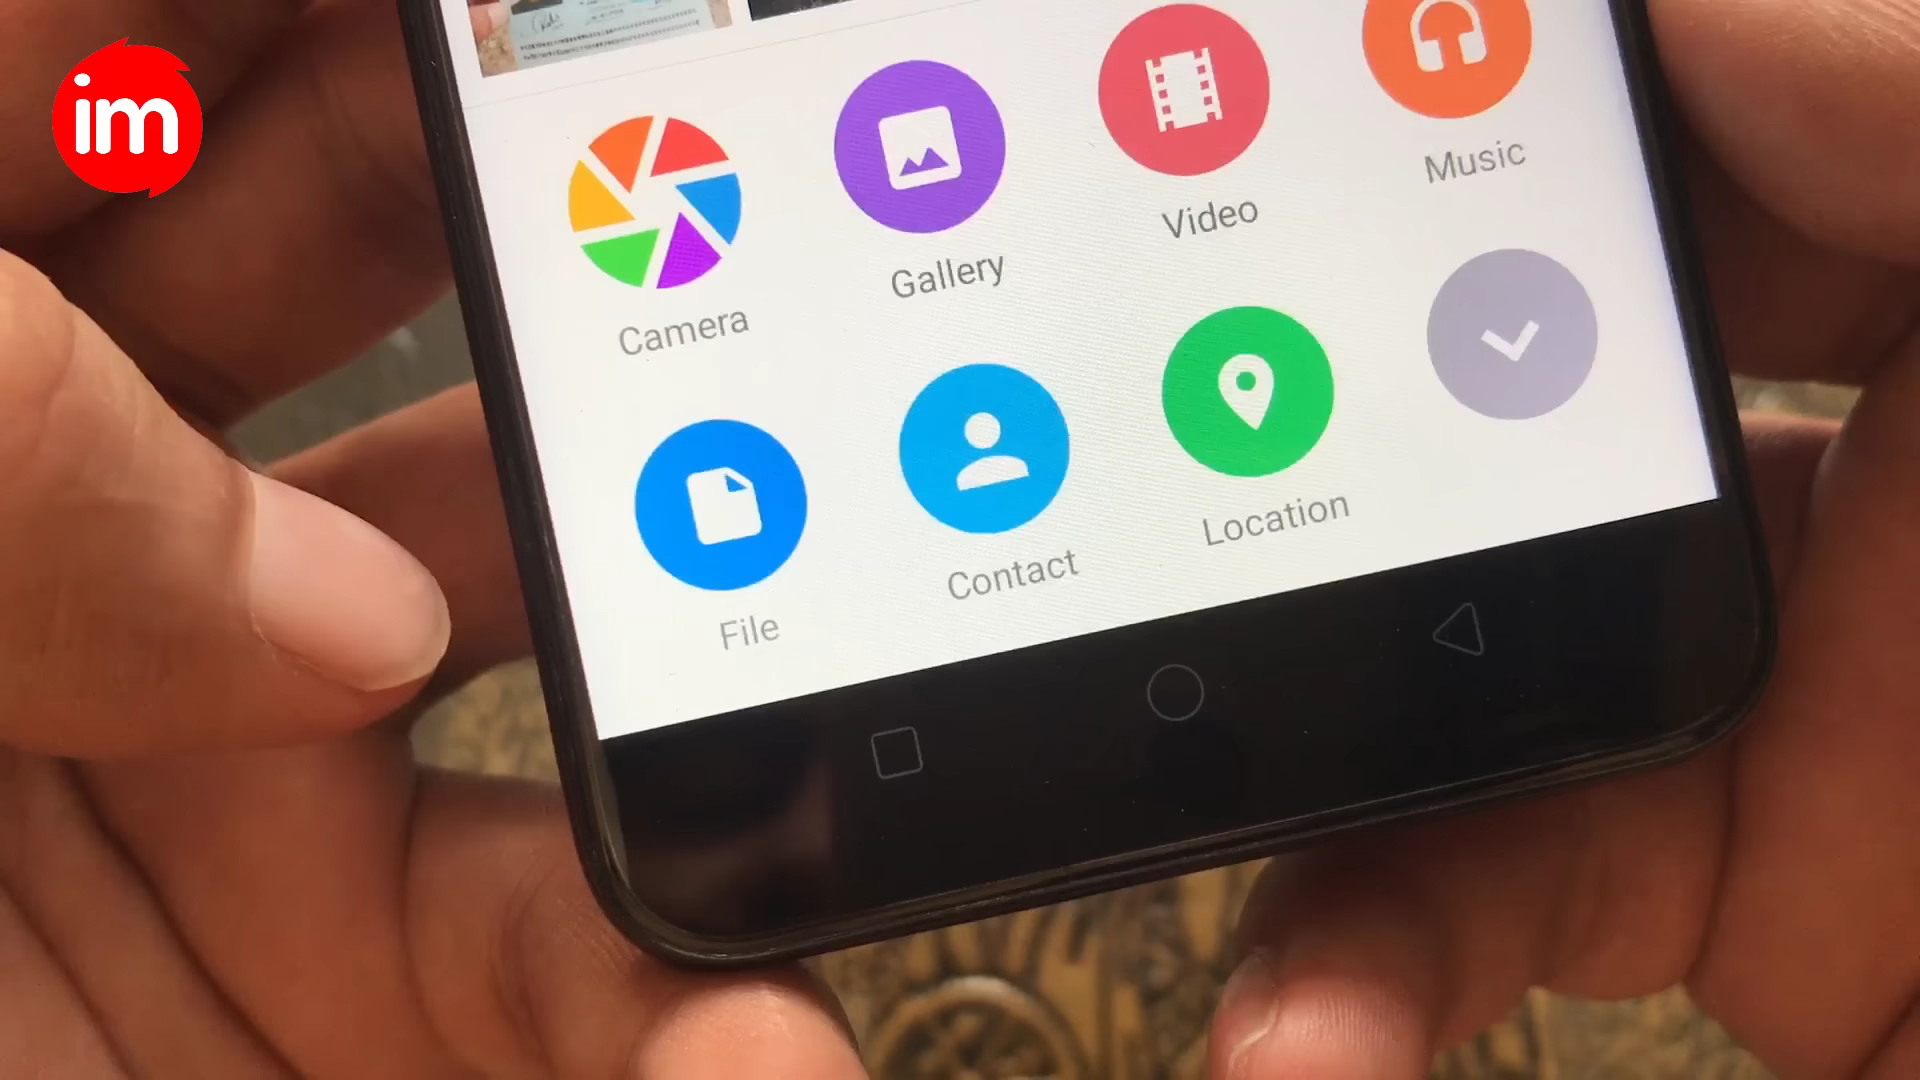 im
Camera
Gallery
Video
Music
File
Contact
Location